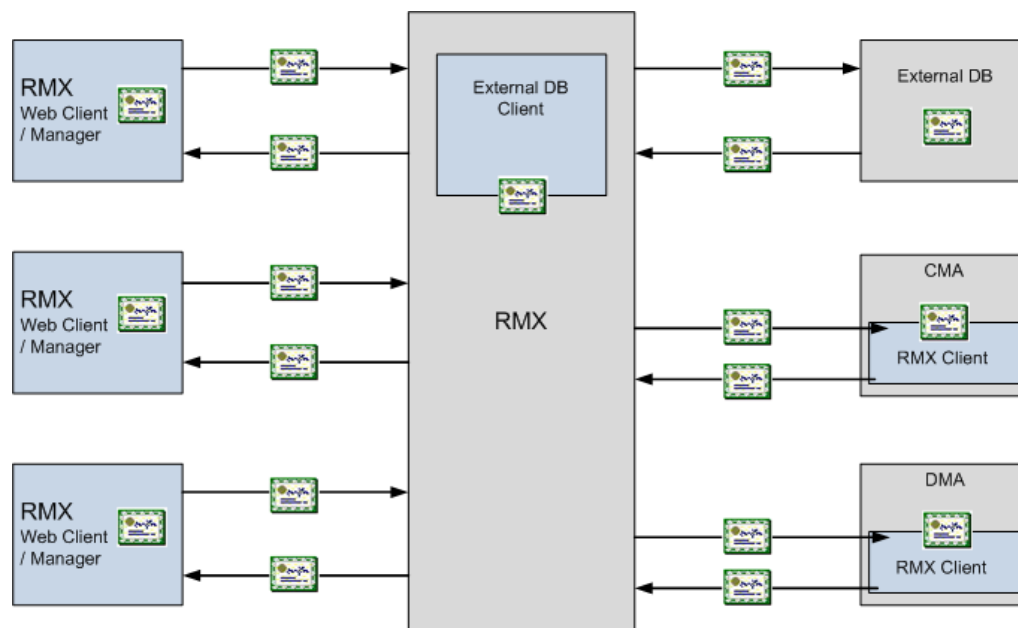 RMX
Web Client
/ Manager
RMX
Web Client
/ Manager
RMX
Web Client
/ Manager
External DB
Client
RMX
External DB
CMA
RMX Client
DMA
RMX Client